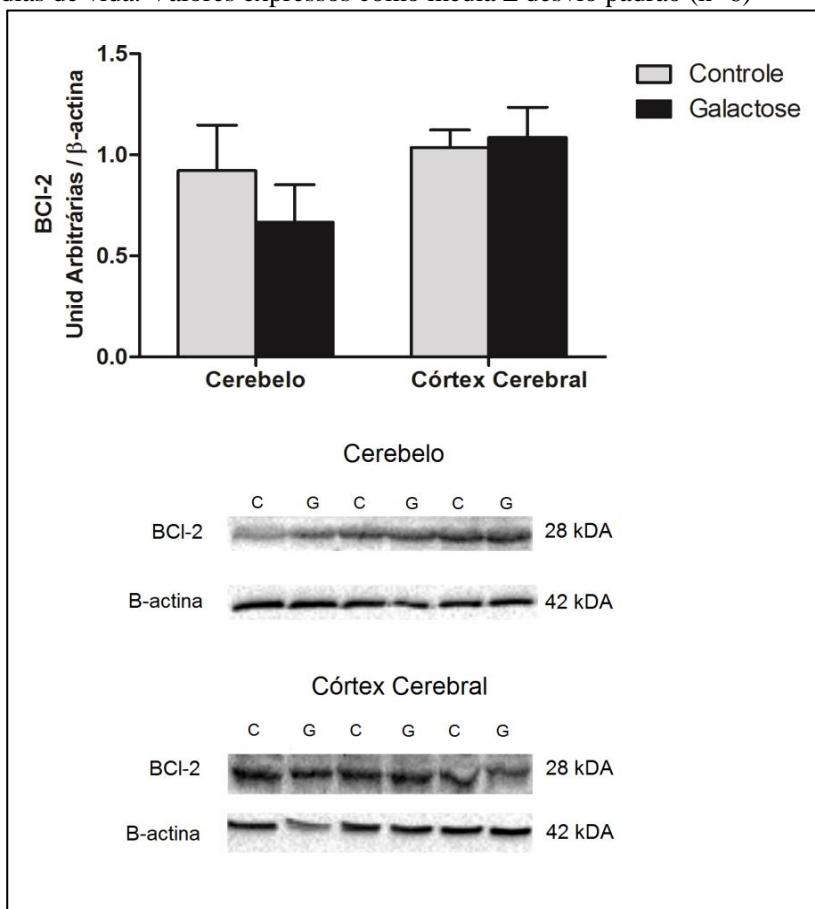 dias de vida. Valores expressos como média ± desvio padrão (n=6)
1.5
1.0
0.5
0.0
BCl-2
Unid Arbitrárias / β-actina
Controle
Galactose
Cerebelo
Córtex Cerebral
Cerebelo
C G C G C G
BCl-2 28 kDA
B-actina 42 kDA
Córtex Cerebral
C G C G C G
BCl-2 28 kDA
B-actina 42 kDA